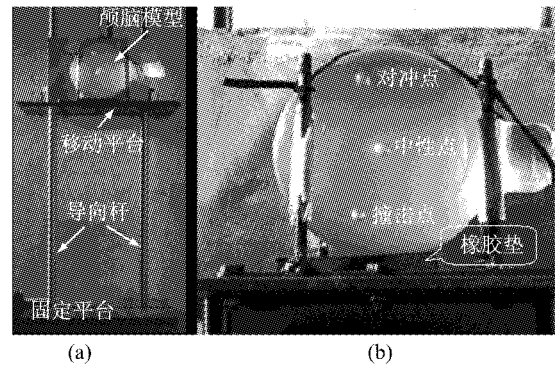 颅脑模型
移动平台
导向杆
固定平台
对冲点
中性点
撞击点
橡胶垫
(a)
(b)